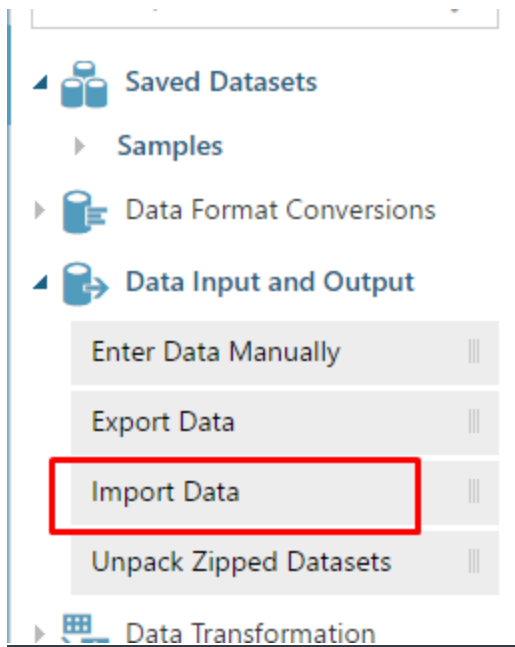 Saved Datasets
Samples
Data Format Conversions
Data Input and Output
Enter Data Manually
Export Data
Import Data
Unpack Zipped Datasets
Data Transformation